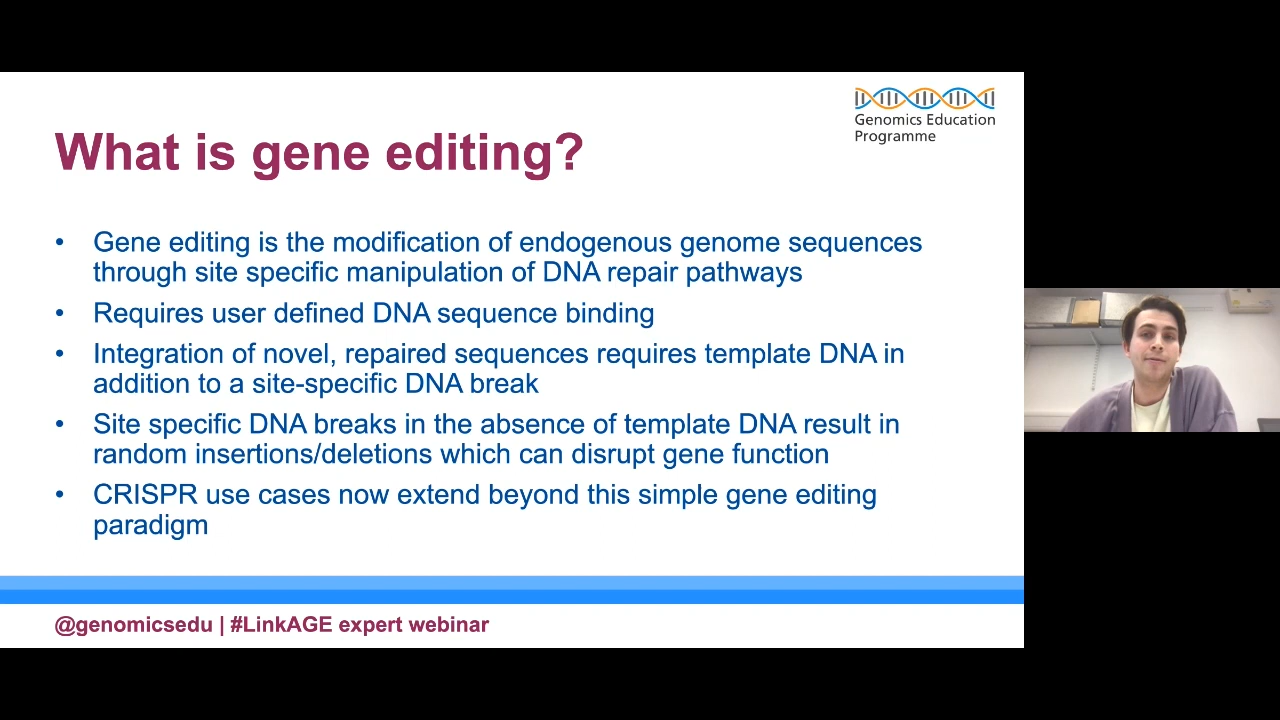 Genomics Education
Programme
What is gene editing?
• Gene editing is the modification of endogenous genome sequences
through site specific manipulation of DNA repair pathways
• Requires user defined DNA sequence binding
• Integration of novel, repaired sequences requires template DNA in
addition to a site-specific DNA break
• Site specific DNA breaks in the absence of template DNA result in
random insertions/deletions which can disrupt gene function
• CRISPR use cases now extend beyond this simple gene editing
paradigm
@genomicsedu | #LinkAGE expert webinar